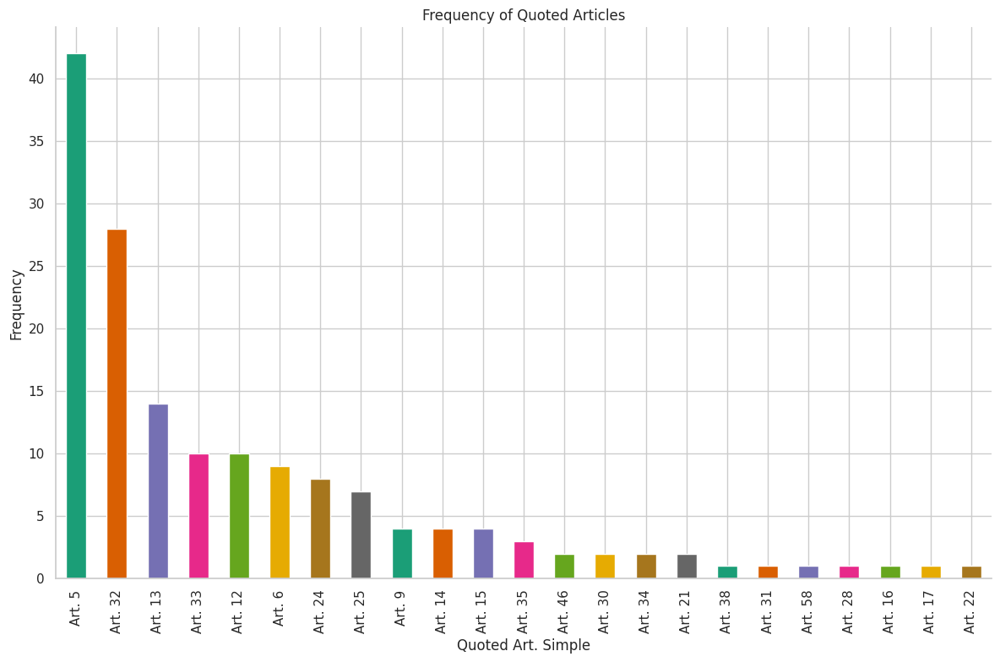 Frequency of Quoted Articles
Frequency
40
35
30
25
20
15
10
5
0
Art. 5
Art. 32
Art. 13
Art. 33
Art. 12
Art. 6
Art. 24
Art. 25
Art. 9
Art. 14
Art. 15
Art. 35
Art. 46
Art. 30
Art. 34
Art. 21
Art. 38
Art. 31
Art. 58
Art. 28
Art. 16
Art. 17
Art. 22
Quoted Art. Simple